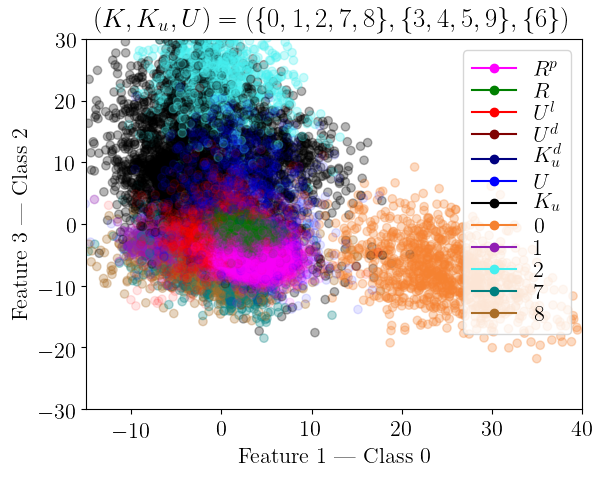 (K, K_u, U) = ({0, 1, 2, 7, 8}, {3, 4, 5, 9}, {6})
30
20
10
0
−10
−20
−30
Feature 3 — Class 2
R^p
R
U^l
U^d
K_u^d
U
K_u
0
1
2
7
8
−10
0
10
20
30
40
Feature 1 — Class 0